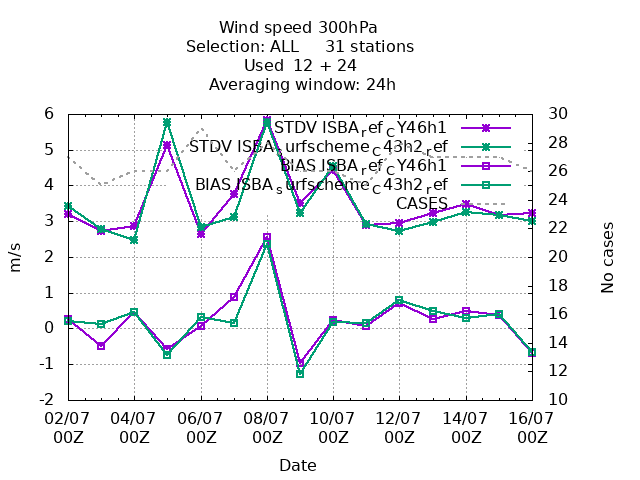 Wind speed 300hPa
Selection: ALL 31 stations
Used 12 + 24
Averaging window: 24h
STDV ISBA_ref_CY46h1
STDV ISBA_surfscheme_C43h2_ref
BIAS ISBA_ref_CY46h1
BIAS ISBA_surfscheme_C43h2_ref
CASES
6
5
4
3
2
1
0
-1
-2
30
28
26
24
22
20
18
16
14
12
10
m/s
No cases
02/07 04/07 06/07 08/07 10/07 12/07 14/07 16/07
00Z 00Z 00Z 00Z 00Z 00Z 00Z 00Z
Date